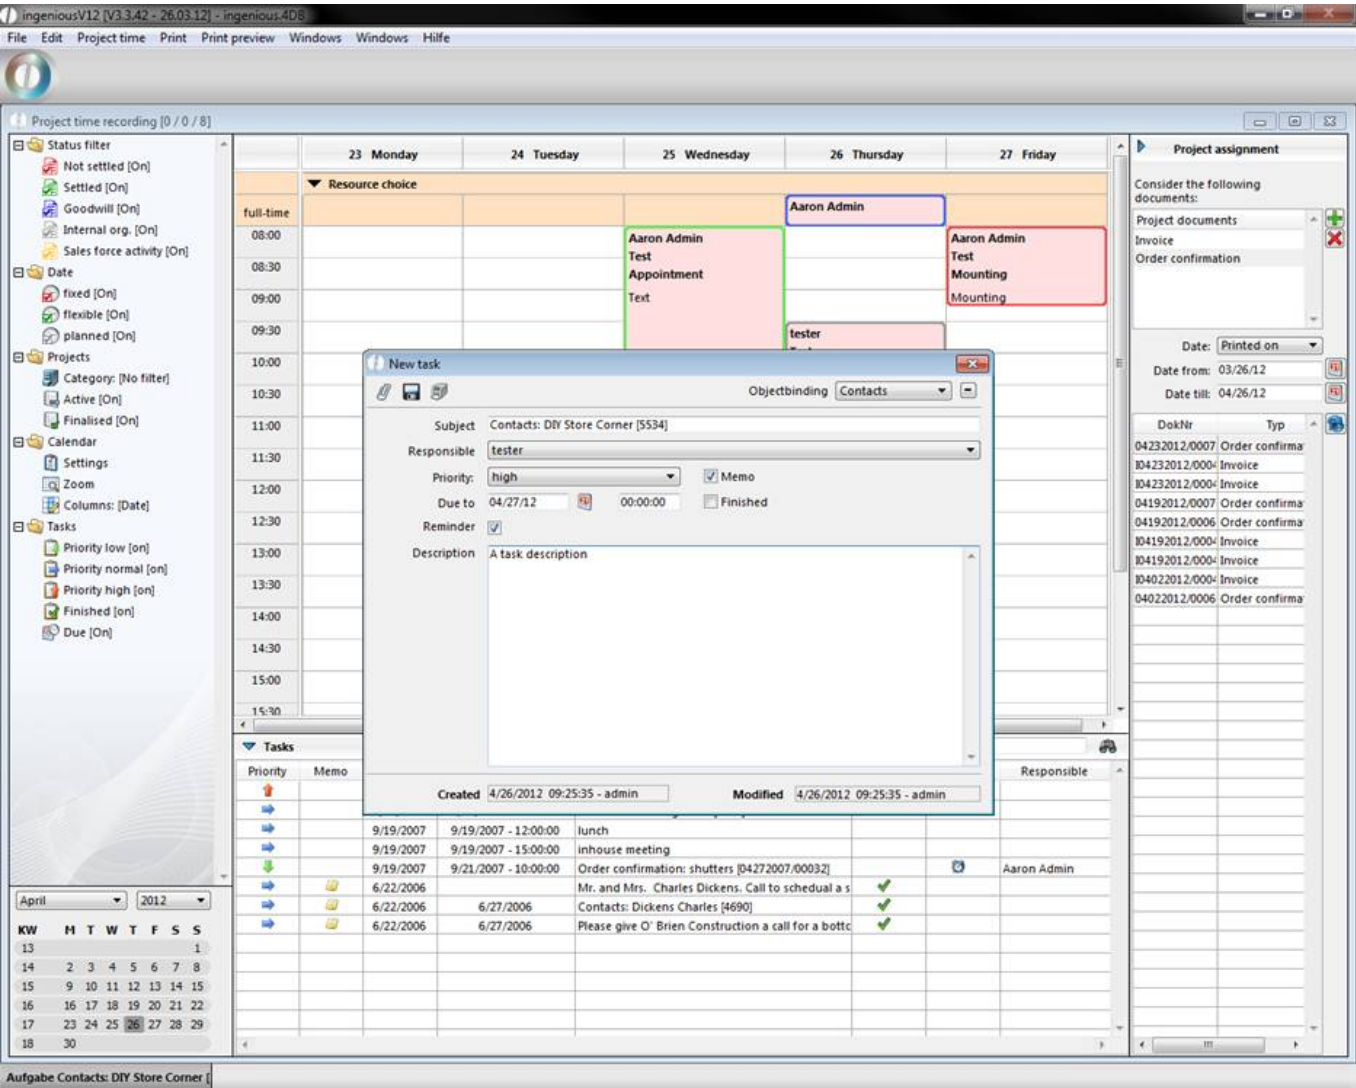 ingeniousV12 [V3.3.42 - 26.03.12] - ingenious.4DB
File Edit Project time Print Print preview Windows Windows Hilfe
Project time recording [0 / 0 / 8]
Status filter
Not settled [On]
Settled [On]
Goodwill [On]
Internal org. [On]
Sales force activity [On]
Date
fixed [On]
flexible [On]
planned [On]
Projects
Category: [No filter]
Active [On]
Finalised [On]
Calendar
Settings
Zoom
Columns: [Date]
Tasks
Priority low [on]
Priority normal [on]
Priority high [on]
Finished [on]
Due [On]
April 2012
KW M T W T F S S
13 1
14 2 3 4 5 6 7 8
15 9 10 11 12 13 14 15
16 16 17 18 19 20 21 22
17 23 24 25 26 27 28 29
18 30
23 Monday 24 Tuesday 25 Wednesday 26 Thursday 27 Friday
Resource choice
full-time
Aaron Admin
08:00
08:30
09:00
09:30
10:00
10:30
11:00
11:30
12:00
12:30
13:00
13:30
14:00
14:30
15:00
15:30
Aaron Admin
Test
Appointment
Text
tester
Aaron Admin
Test
Mounting
Mounting
New task
Objectbinding Contacts
Subject Contacts: DIY Store Corner [5534]
Responsible tester
Priority: high Memo
Due to 04/27/12 00:00:00 Finished
Reminder
Description A task description
Created 4/26/2012 09:25:35 - admin Modified 4/26/2012 09:25:35 - admin
Tasks
Priority Memo Responsible
9/19/2007 9/19/2007 - 12:00:00 lunch
9/19/2007 9/19/2007 - 15:00:00 inhouse meeting
9/19/2007 9/21/2007 - 10:00:00 Order confirmation: shutters [04272007/00032] Aaron Admin
6/22/2006 Mr. and Mrs. Charles Dickens. Call to schedual a s
6/22/2006 6/27/2006 Contacts: Dickens Charles [4690]
6/22/2006 6/27/2006 Please give O' Brien Construction a call for a bottc
Project assignment
Consider the following
documents:
Project documents
Invoice
Order confirmation
Date: Printed on
Date from: 03/26/12
Date till: 04/26/12
DokNr Typ
04232012/0007 Order confirma
I04232012/0004 Invoice
I04232012/0004 Invoice
04192012/0007 Order confirma
04192012/0006 Order confirma
I04192012/0004 Invoice
I04192012/0004 Invoice
I04022012/0004 Invoice
04022012/0006 Order confirma
Aufgabe Contacts: DIY Store Corner [